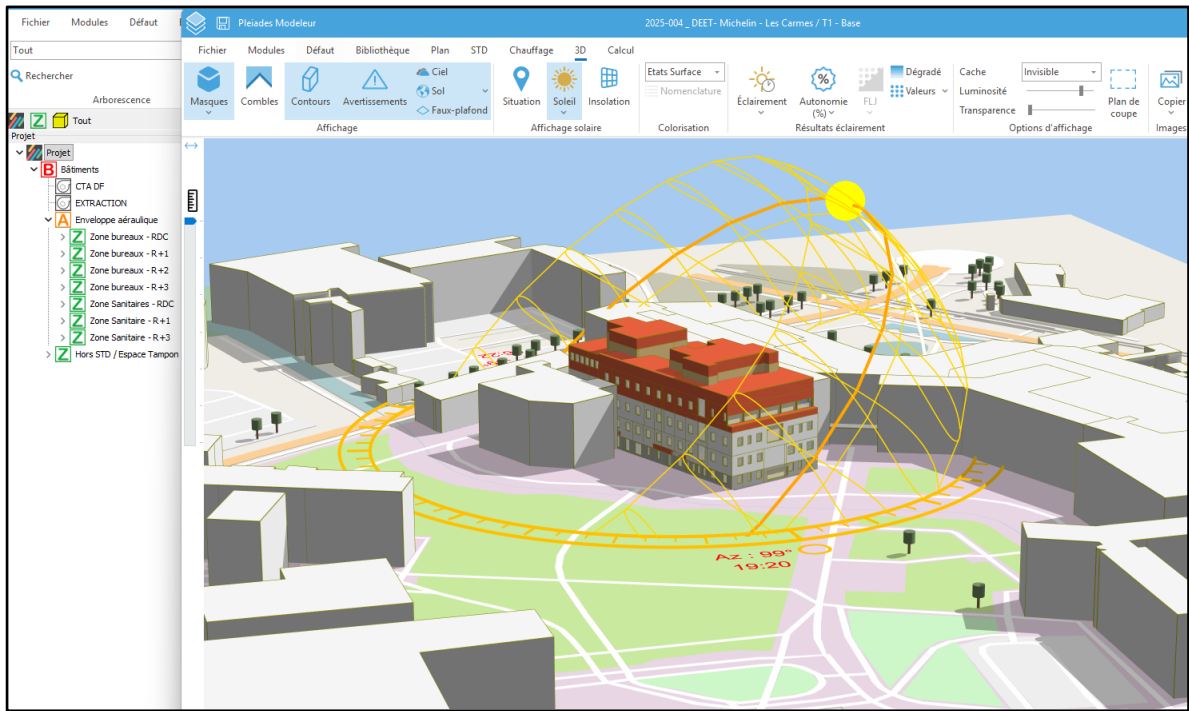 Fichier Modules Défaut
Pleiades Modeleur
2025-004 _ DEET- Michelin - Les Carmes / T1 - Base
Tout
Rechercher
Arborescence
Z Tout
Projet
Projet
B Bâtiments
CTA DF
EXTRACTION
A Enveloppe aéraulique
Z Zone bureaux - RDC
Z Zone bureaux - R+1
Z Zone bureaux - R+2
Z Zone bureaux - R+3
Z Zone Sanitaires - RDC
Z Zone Sanitaire - R+1
Z Zone Sanitaire - R+3
Z Hors STD / Espace Tampon
Fichier Modules Défaut Bibliothèque Plan STD Chauffage 3D Calcul
Masques
Combles
Contours
Avertissements
Ciel
Sol
Faux-plafond
Affichage
Situation
Soleil
Insolation
Affichage solaire
Etats Surface
Nomenclature
Colorisation
Éclairement
%
Autonomie
(%)
FLJ
Dégradé
Valeurs
Résultats éclairement
Cache Invisible
Luminosité
Transparence
Plan de
coupe
Options d'affichage
Copier
Images
Az : 99°
19:20